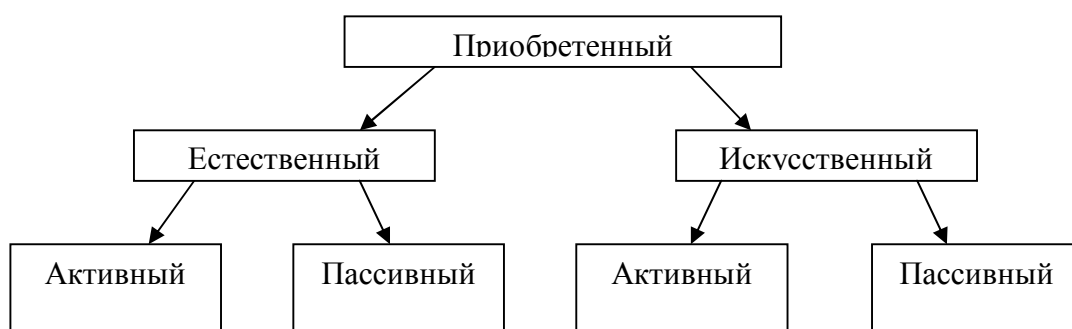 Приобретенный
Естественный
Искусственный
Активный
Пассивный
Активный
Пассивный